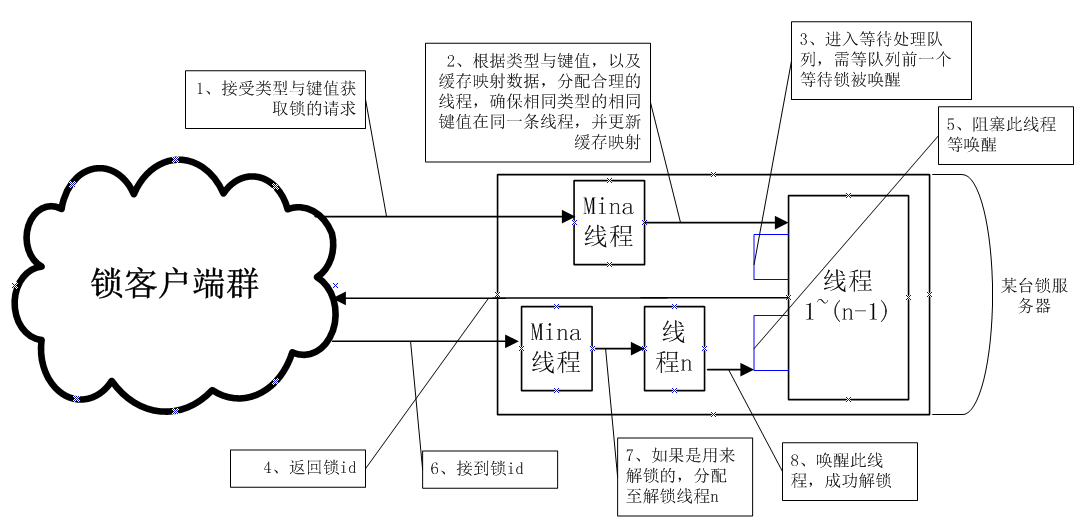 1、接受类型与键值获
取锁的请求
2、根据类型与键值，以及
缓存映射数据，分配合理的
线程，确保相同类型的相同
键值在同一条线程，并更新
缓存映射
3、进入等待处理队
列，需等队列前一个
等待锁被唤醒
5、阻塞此线程
等唤醒
Mina
线程
锁客户端群
线程
1~(n-1)
某台锁服
务器
Mina
线程
线
程n
4、返回锁id
6、接到锁id
7、如果是用来
解锁的，分配
至解锁线程n
8、唤醒此线
程，成功解锁